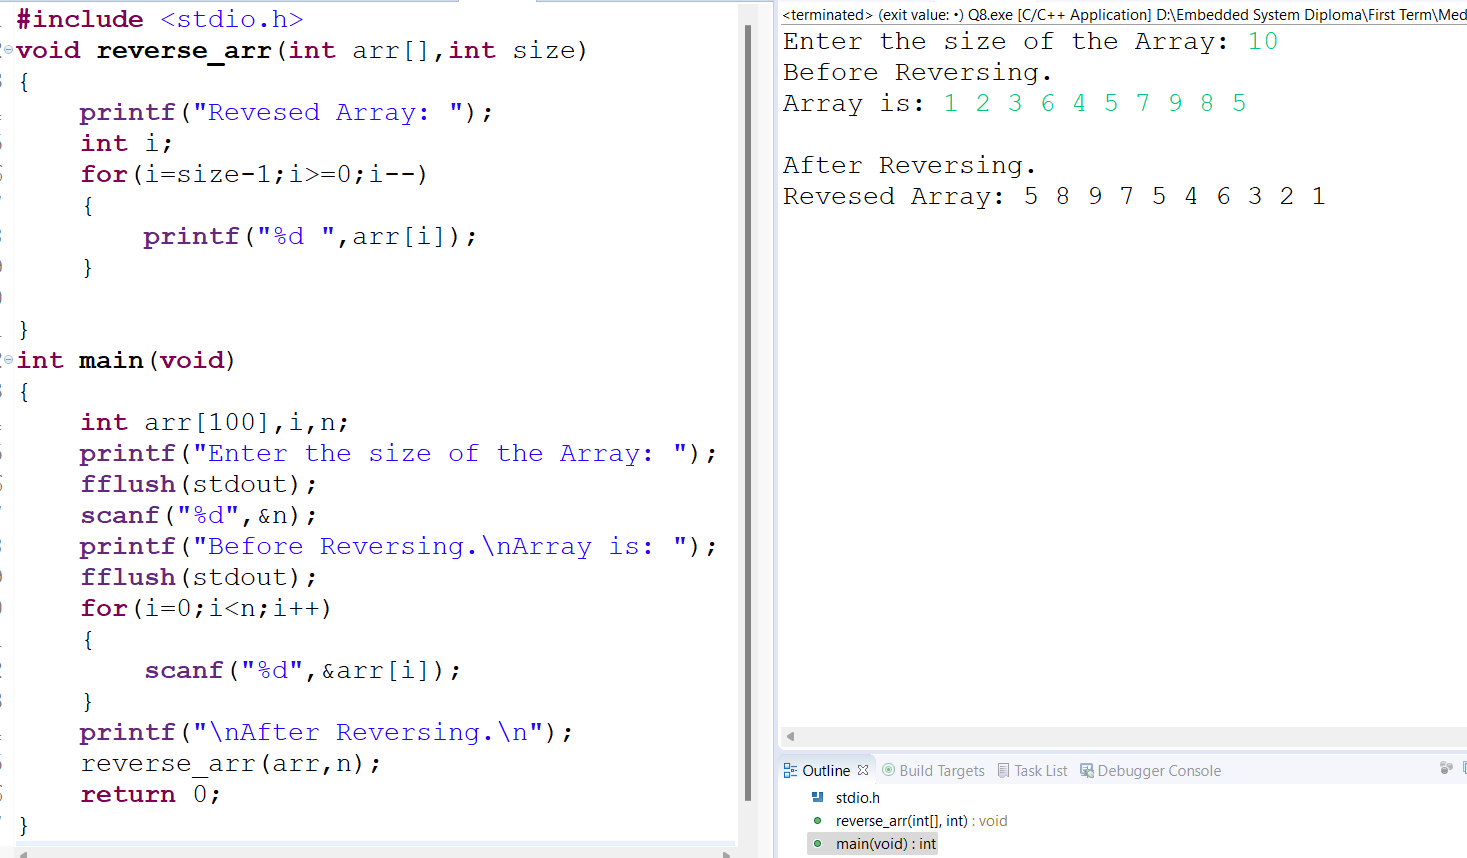 #include <stdio.h>
void reverse_arr(int arr[],int size)
{
    printf("Revesed Array: ");
    int i;
    for(i=size-1;i>=0;i--)
    {
        printf("%d ",arr[i]);
    }

}
int main(void)
{
    int arr[100],i,n;
    printf("Enter the size of the Array: ");
    fflush(stdout);
    scanf("%d",&n);
    printf("Before Reversing.\nArray is: ");
    fflush(stdout);
    for(i=0;i<n;i++)
    {
        scanf("%d",&arr[i]);
    }
    printf("\nAfter Reversing.\n");
    reverse_arr(arr,n);
    return 0;
}
<terminated> (exit value: •) Q8.exe [C/C++ Application] D:\Embedded System Diploma\First Term\Med
Enter the size of the Array: 10
Before Reversing.
Array is: 1 2 3 6 4 5 7 9 8 5

After Reversing.
Revesed Array: 5 8 9 7 5 4 6 3 2 1
Outline Build Targets Task List Debugger Console
stdio.h
reverse_arr(int[], int) : void
main(void) : int